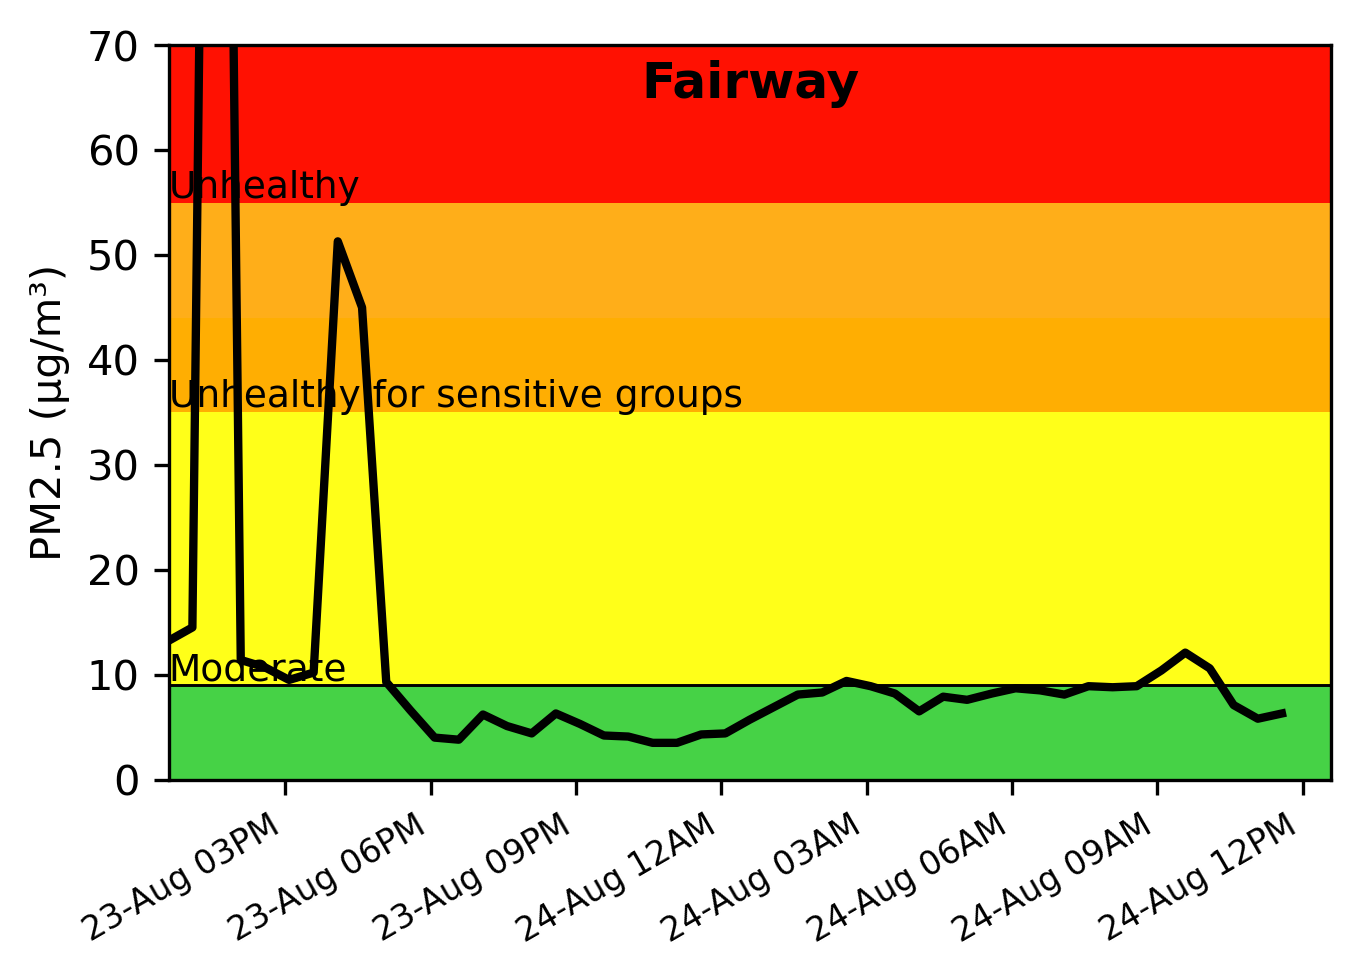 Fairway
PM2.5 (µg/m³)
70
60
50
40
30
20
10
0
Unhealthy
Unhealthy for sensitive groups
Moderate
23-Aug 03PM
23-Aug 06PM
23-Aug 09PM
24-Aug 12AM
24-Aug 03AM
24-Aug 06AM
24-Aug 09AM
24-Aug 12PM